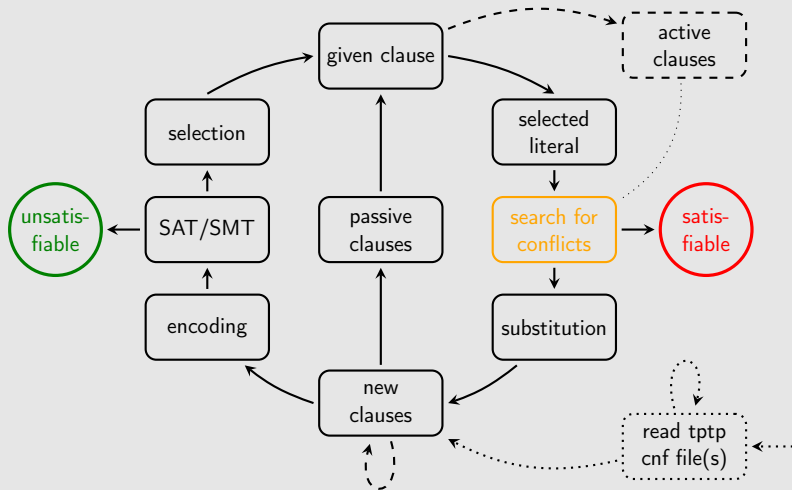 given clause
active
clauses
selection
selected
literal
unsatis-
fiable
SAT/SMT
passive
clauses
search for
conflicts
satis-
fiable
encoding
substitution
new
clauses
read tptp
cnf file(s)